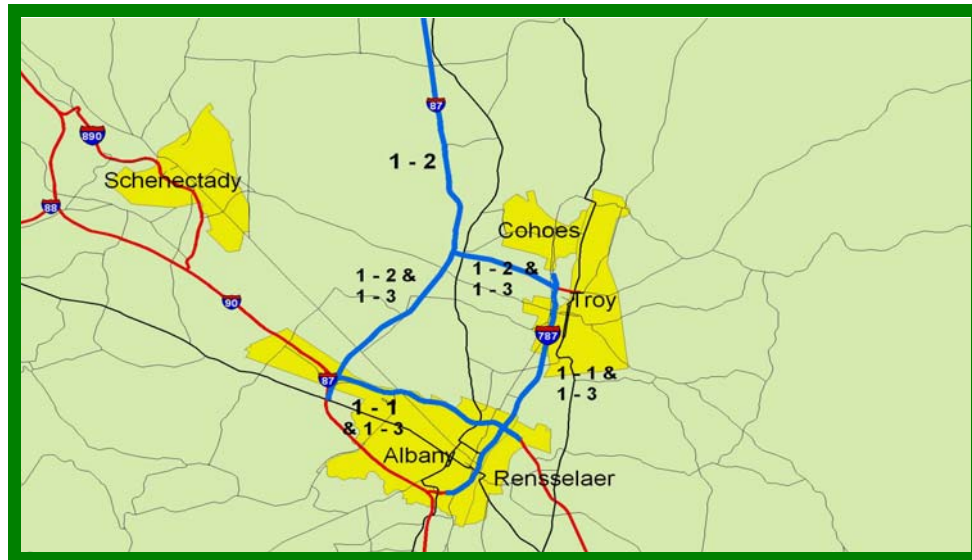 87
890
1 - 2
Schenectady
88
Cohoes
1 - 2 &
1 - 3
1 - 2 &
1 - 3
90
Troy
787
87
1 - 1 &
1 - 3
1 - 1
& 1 - 3
Albany
Rensselaer